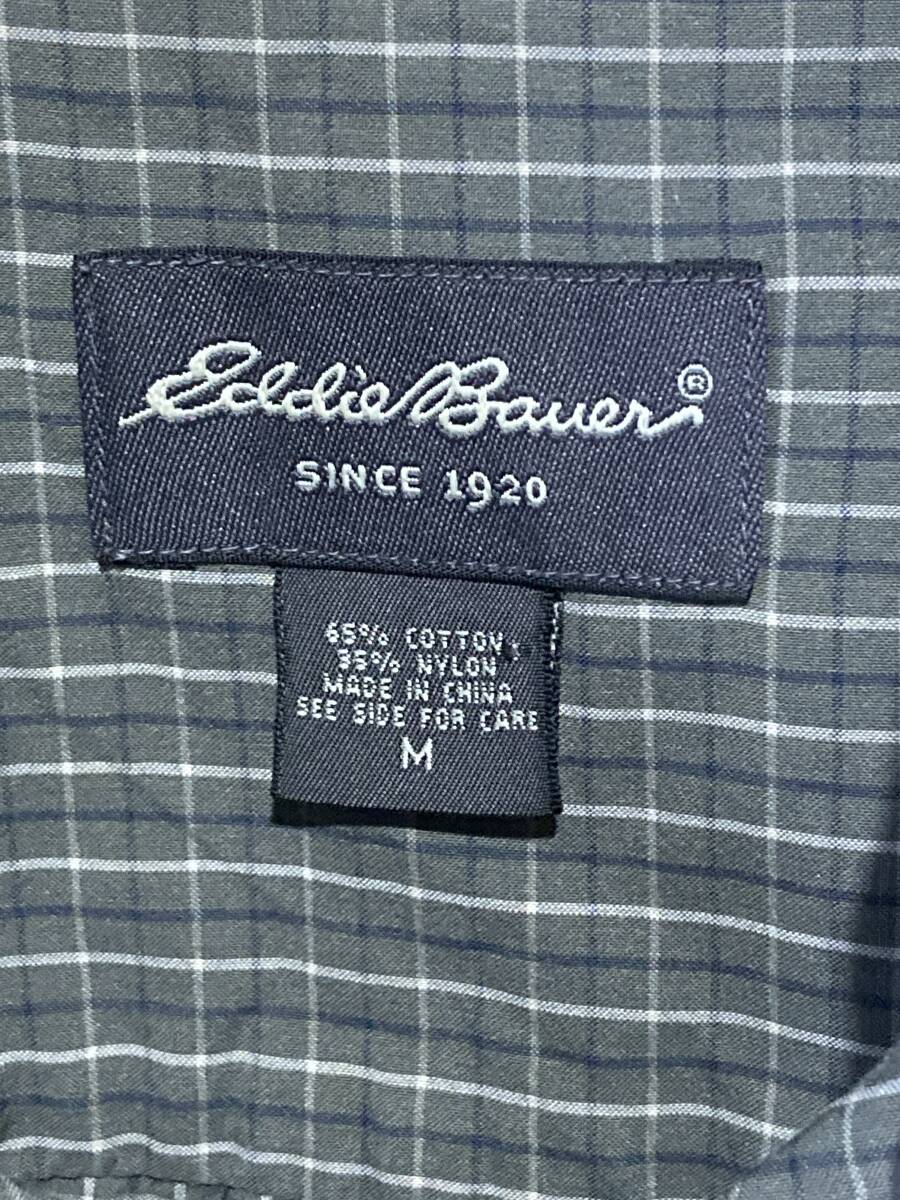 Eddie Bauer®
SINCE 1920
65% COTTON
35% NYLON
MADE IN CHINA
SEE SIDE FOR CARE
M